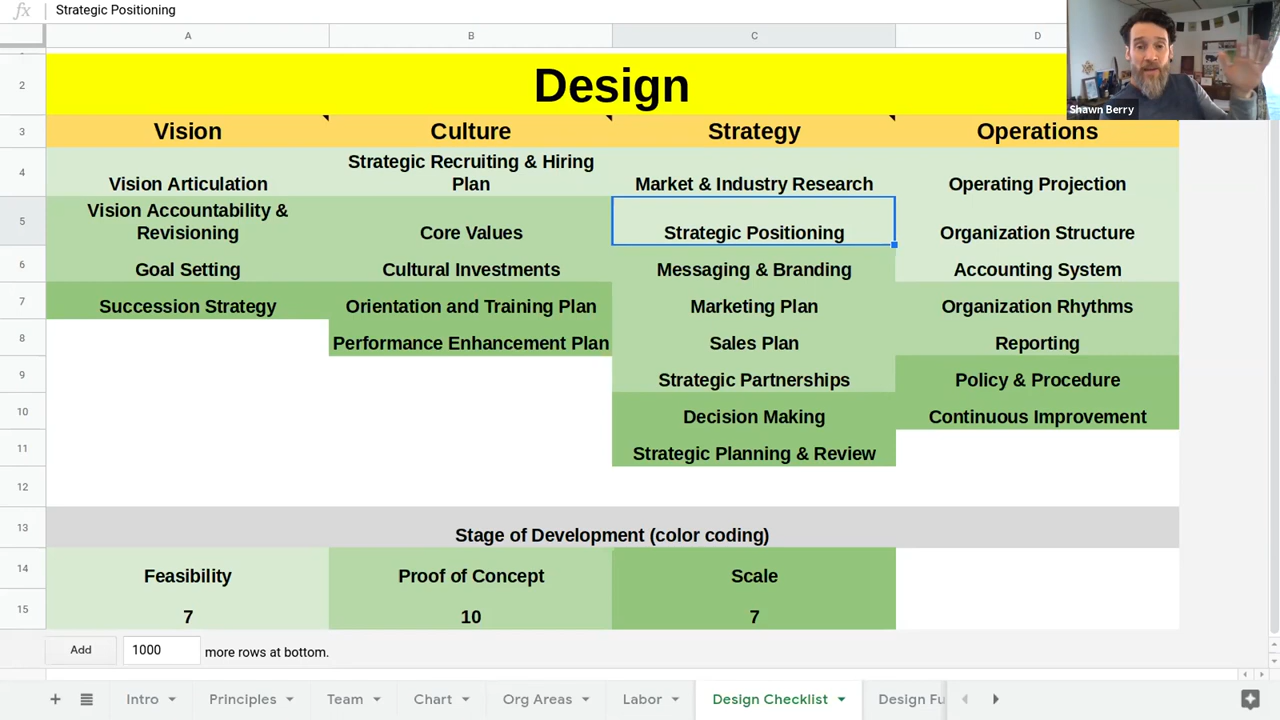 fx Strategic Positioning
A B C D
2 Design
Shawn Berry
3 Vision Culture Strategy Operations
Strategic Recruiting & Hiring
4 Vision Articulation Plan Market & Industry Research Operating Projection
Vision Accountability &
5 Revisioning Core Values Strategic Positioning Organization Structure
6 Goal Setting Cultural Investments Messaging & Branding Accounting System
7 Succession Strategy Orientation and Training Plan Marketing Plan Organization Rhythms
8 Performance Enhancement Plan Sales Plan Reporting
9 Strategic Partnerships Policy & Procedure
10 Decision Making Continuous Improvement
11 Strategic Planning & Review
12
13 Stage of Development (color coding)
14 Feasibility Proof of Concept Scale
15 7 10 7
Add 1000 more rows at bottom.
+ Intro Principles Team Chart Org Areas Labor Design Checklist Design Fu